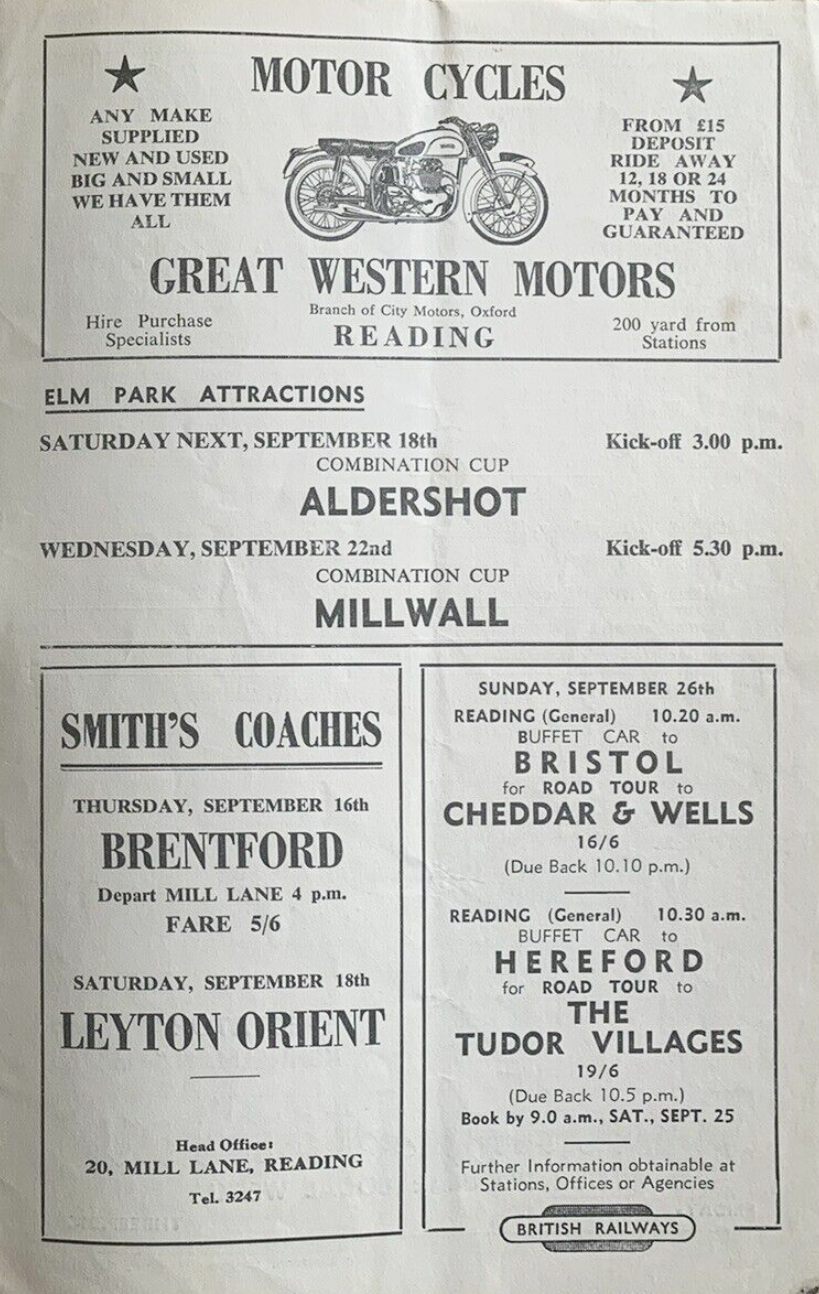 MOTOR CYCLES
ANY MAKE
SUPPLIED
NEW AND USED
BIG AND SMALL
WE HAVE THEM
ALL
FROM £15
DEPOSIT
RIDE AWAY
12, 18 OR 24
MONTHS TO
PAY AND
GUARANTEED
GREAT WESTERN MOTORS
Branch of City Motors, Oxford
Hire Purchase
Specialists
READING
200 yard from
Stations
ELM PARK ATTRACTIONS
SATURDAY NEXT, SEPTEMBER 18th Kick-off 3.00 p.m.
COMBINATION CUP
ALDERSHOT
WEDNESDAY, SEPTEMBER 22nd Kick-off 5.30 p.m.
COMBINATION CUP
MILLWALL
SMITH'S COACHES
THURSDAY, SEPTEMBER 16th
BRENTFORD
Depart MILL LANE 4 p.m.
FARE 5/6
SATURDAY, SEPTEMBER 18th
LEYTON ORIENT
Head Office:
20, MILL LANE, READING
Tel. 3247
SUNDAY, SEPTEMBER 26th
READING (General) 10.20 a.m.
BUFFET CAR to
BRISTOL
for ROAD TOUR to
CHEDDAR & WELLS
16/6
(Due Back 10.10 p.m.)
READING (General) 10.30 a.m.
BUFFET CAR to
HEREFORD
for ROAD TOUR to
THE
TUDOR VILLAGES
19/6
(Due Back 10.5 p.m.)
Book by 9.0 a.m., SAT., SEPT. 25
Further Information obtainable at
Stations, Offices or Agencies
BRITISH RAILWAYS